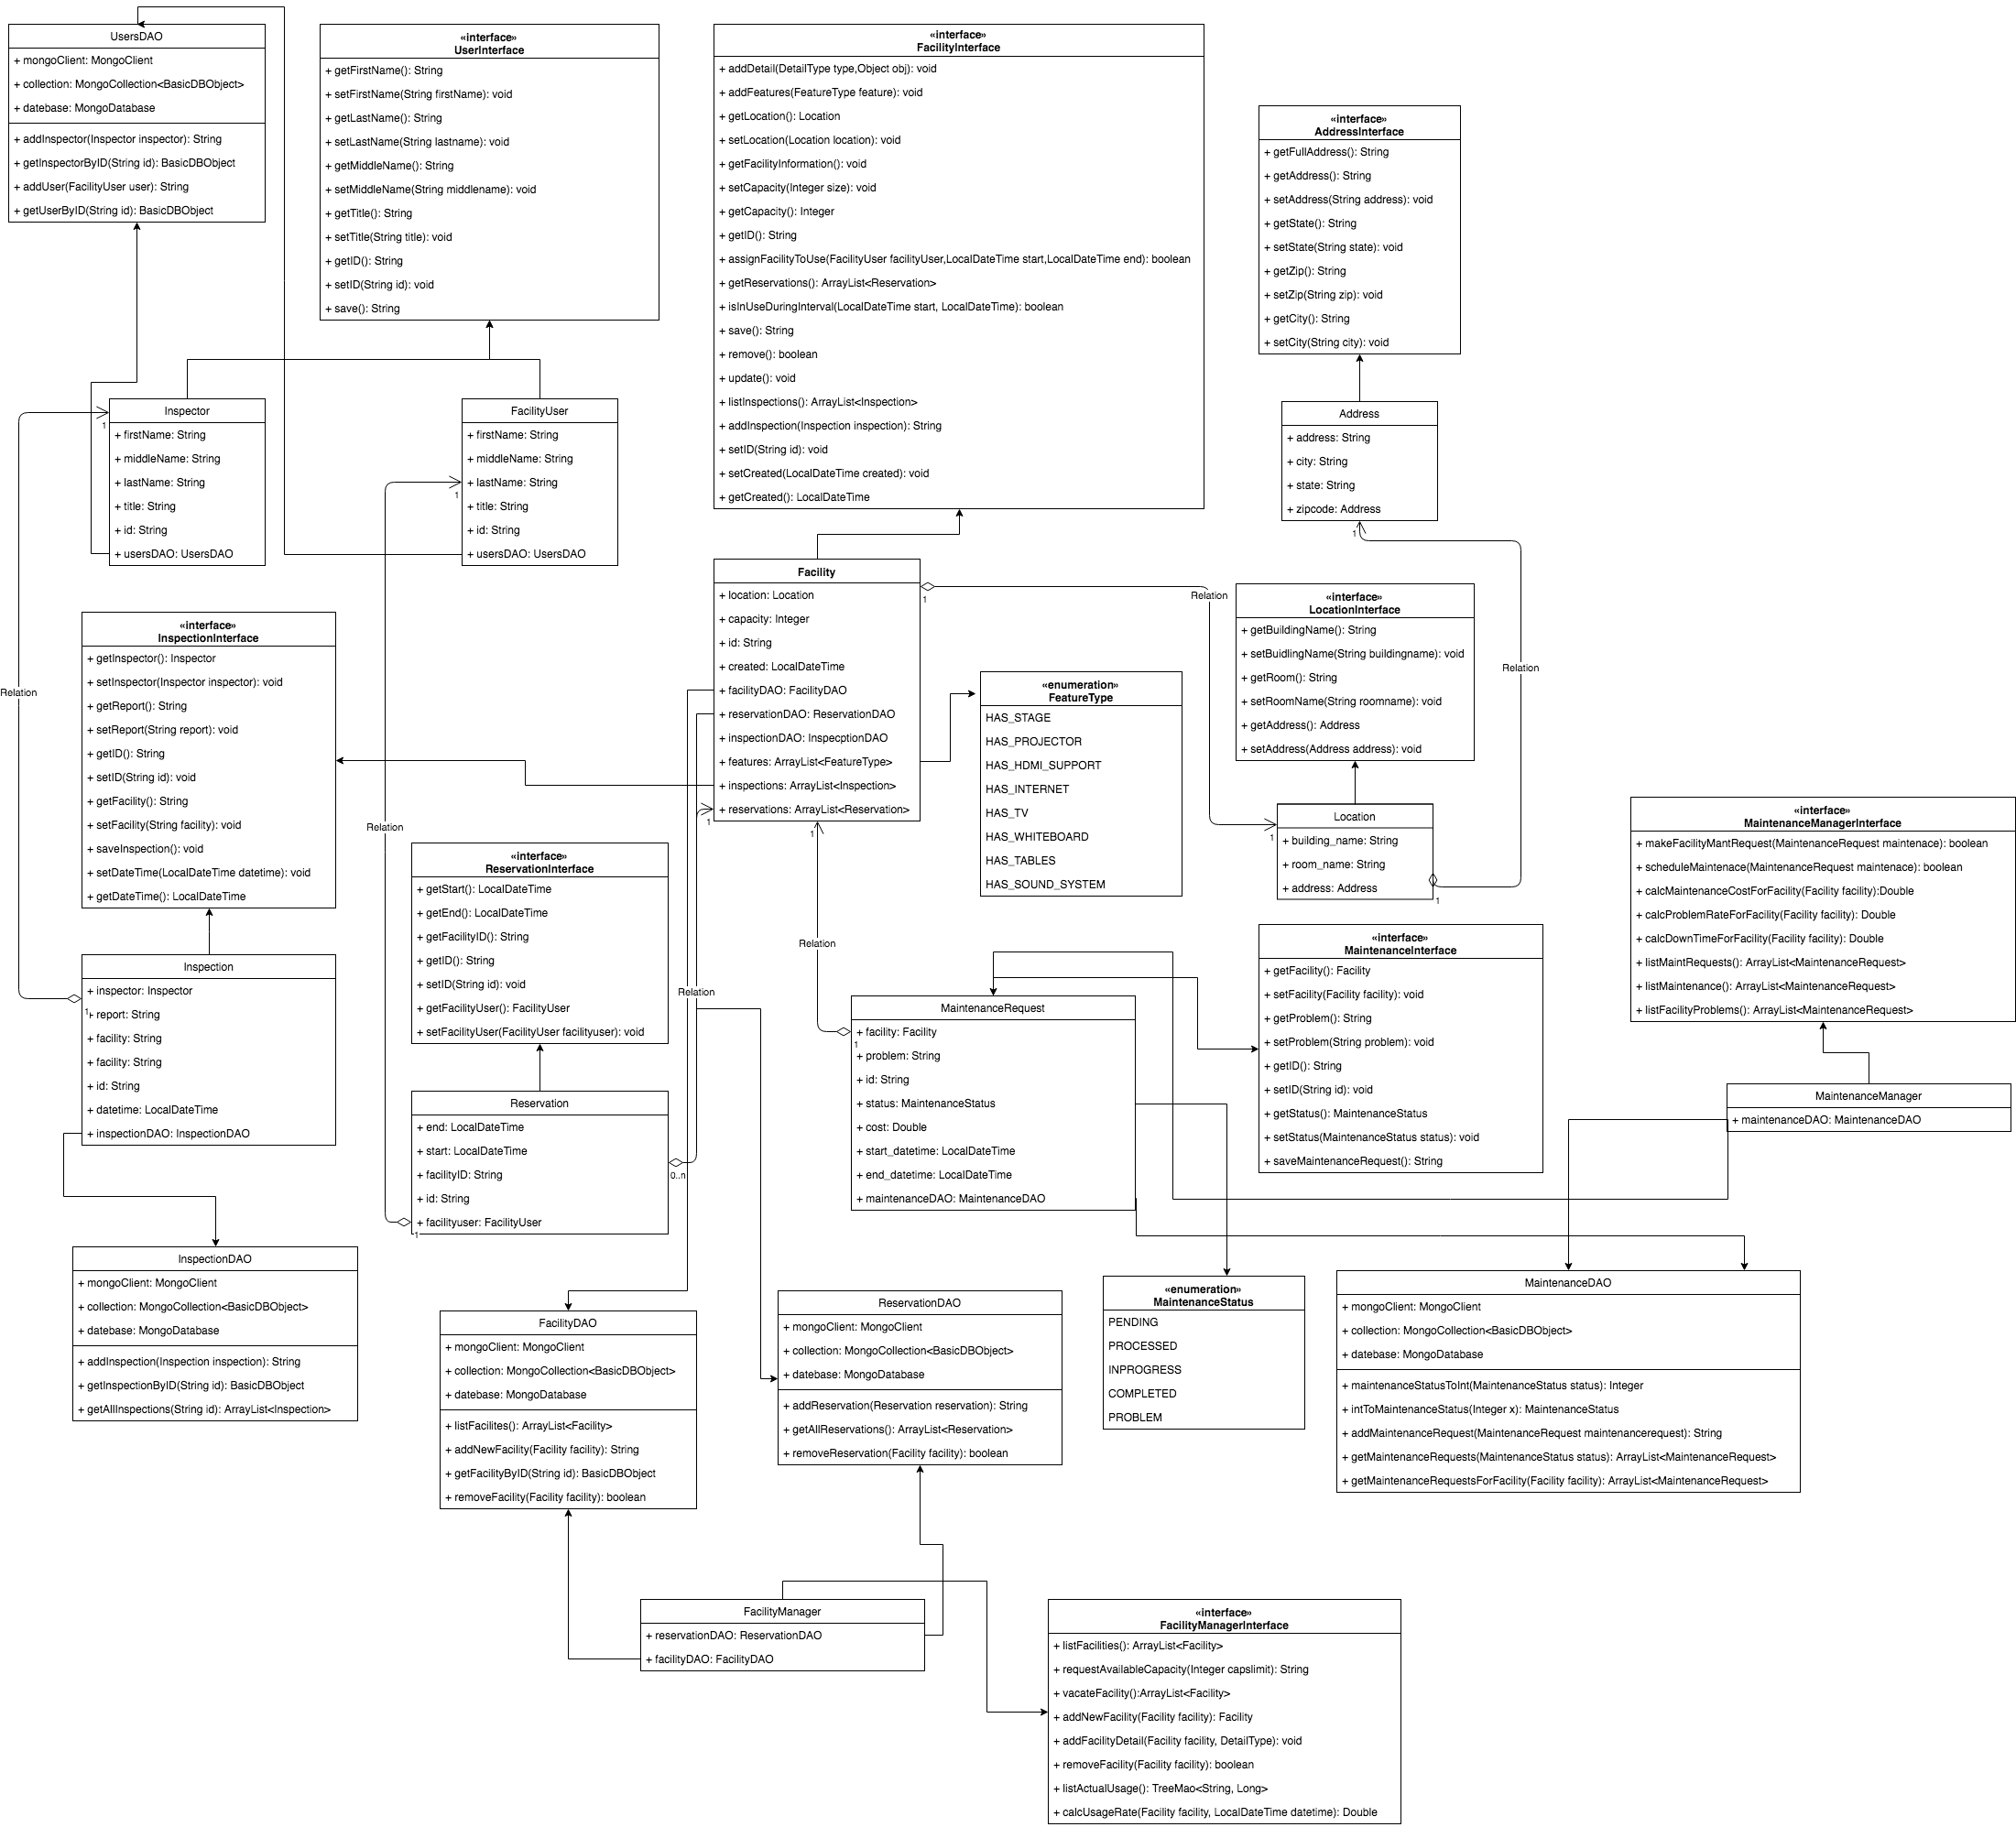 UsersDAO
+ mongoClient: MongoClient
+ collection: MongoCollection<BasicDBObject>
+ datebase: MongoDatabase
+ addInspector(Inspector inspector): String
+ getInspectorByID(String id): BasicDBObject
+ addUser(FacilityUser user): String
+ getUserByID(String id): BasicDBObject
«interface»
UserInterface
+ getFirstName(): String
+ setFirstName(String firstName): void
+ getLastName(): String
+ setLastName(String lastname): void
+ getMiddleName(): String
+ setMiddleName(String middlename): void
+ getTitle(): String
+ setTitle(String title): void
+ getID(): String
+ setID(String id): void
+ save(): String
«interface»
FacilityInterface
+ addDetail(DetailType type,Object obj): void
+ addFeatures(FeatureType feature): void
+ getLocation(): Location
+ setLocation(Location location): void
+ getFacilityInformation(): void
+ setCapacity(Integer size): void
+ getCapacity(): Integer
+ getID(): String
+ assignFacilityToUse(FacilityUser facilityUser,LocalDateTime start,LocalDateTime end): boolean
+ getReservations(): ArrayList<Reservation>
+ isInUseDuringInterval(LocalDateTime start, LocalDateTime): boolean
+ save(): String
+ remove(): boolean
+ update(): void
+ listInspections(): ArrayList<Inspection>
+ addInspection(Inspection inspection): String
+ setID(String id): void
+ setCreated(LocalDateTime created): void
+ getCreated(): LocalDateTime
«interface»
AddressInterface
+ getFullAddress(): String
+ getAddress(): String
+ setAddress(String address): void
+ getState(): String
+ setState(String state): void
+ getZip(): String
+ setZip(String zip): void
+ getCity(): String
+ setCity(String city): void
Inspector
1
+ firstName: String
+ middleName: String
+ lastName: String
+ title: String
+ id: String
+ usersDAO: UsersDAO
FacilityUser
+ firstName: String
+ middleName: String
+ lastName: String
1
+ title: String
+ id: String
+ usersDAO: UsersDAO
Address
+ address: String
+ city: String
+ state: String
+ zipcode: Address
1
Facility
+ location: Location
+ capacity: Integer
+ id: String
+ created: LocalDateTime
+ facilityDAO: FacilityDAO
+ reservationDAO: ReservationDAO
+ inspectionDAO: InspecptionDAO
+ features: ArrayList<FeatureType>
+ inspections: ArrayList<Inspection>
+ reservations: ArrayList<Reservation>
1
Relation
1
1
«interface»
LocationInterface
+ getBuildingName(): String
+ setBuidlingName(String buildingname): void
+ getRoom(): String
+ setRoomName(String roomname): void
+ getAddress(): Address
+ setAddress(Address address): void
Relation
«interface»
InspectionInterface
+ getInspector(): Inspector
+ setInspector(Inspector inspector): void
+ getReport(): String
+ setReport(String report): void
+ getID(): String
+ setID(String id): void
+ getFacility(): String
+ setFacility(String facility): void
+ saveInspection(): void
+ setDateTime(LocalDateTime datetime): void
+ getDateTime(): LocalDateTime
Relation
«enumeration»
FeatureType
HAS_STAGE
HAS_PROJECTOR
HAS_HDMI_SUPPORT
HAS_INTERNET
HAS_TV
HAS_WHITEBOARD
HAS_TABLES
HAS_SOUND_SYSTEM
Location
1
+ building_name: String
+ room_name: String
+ address: Address
1
«interface»
MaintenanceManagerInterface
+ makeFacilityMantRequest(MaintenanceRequest maintenace): boolean
+ scheduleMaintenace(MaintenanceRequest maintenace): boolean
+ calcMaintenanceCostForFacility(Facility facility):Double
+ calcProblemRateForFacility(Facility facility): Double
+ calcDownTimeForFacility(Facility facility): Double
+ listMaintRequests(): ArrayList<MaintenanceRequest>
+ listMaintenance(): ArrayList<MaintenanceRequest>
+ listFacilityProblems(): ArrayList<MaintenanceRequest>
Relation
«interface»
ReservationInterface
+ getStart(): LocalDateTime
+ getEnd(): LocalDateTime
+ getFacilityID(): String
+ getID(): String
+ setID(String id): void
+ getFacilityUser(): FacilityUser
+ setFacilityUser(FacilityUser facilityuser): void
Relation
Relation
«interface»
MaintenanceInterface
+ getFacility(): Facility
+ setFacility(Facility facility): void
+ getProblem(): String
+ setProblem(String problem): void
+ getID(): String
+ setID(String id): void
+ getStatus(): MaintenanceStatus
+ setStatus(MaintenanceStatus status): void
+ saveMaintenanceRequest(): String
Inspection
+ inspector: Inspector
1
+ report: String
+ facility: String
+ facility: String
+ id: String
+ datetime: LocalDateTime
+ inspectionDAO: InspectionDAO
MaintenanceRequest
+ facility: Facility
1
+ problem: String
+ id: String
+ status: MaintenanceStatus
+ cost: Double
+ start_datetime: LocalDateTime
+ end_datetime: LocalDateTime
+ maintenanceDAO: MaintenanceDAO
MaintenanceManager
+ maintenanceDAO: MaintenanceDAO
Reservation
+ end: LocalDateTime
+ start: LocalDateTime
+ facilityID: String
0..n
+ id: String
+ facilityuser: FacilityUser
1
InspectionDAO
+ mongoClient: MongoClient
+ collection: MongoCollection<BasicDBObject>
+ datebase: MongoDatabase
+ addInspection(Inspection inspection): String
+ getInspectionByID(String id): BasicDBObject
+ getAllInspections(String id): ArrayList<Inspection>
FacilityDAO
+ mongoClient: MongoClient
+ collection: MongoCollection<BasicDBObject>
+ datebase: MongoDatabase
+ listFacilites(): ArrayList<Facility>
+ addNewFacility(Facility facility): String
+ getFacilityByID(String id): BasicDBObject
+ removeFacility(Facility facility): boolean
ReservationDAO
+ mongoClient: MongoClient
+ collection: MongoCollection<BasicDBObject>
+ datebase: MongoDatabase
+ addReservation(Reservation reservation): String
+ getAllReservations(): ArrayList<Reservation>
+ removeReservation(Facility facility): boolean
«enumeration»
MaintenanceStatus
PENDING
PROCESSED
INPROGRESS
COMPLETED
PROBLEM
MaintenanceDAO
+ mongoClient: MongoClient
+ collection: MongoCollection<BasicDBObject>
+ datebase: MongoDatabase
+ maintenanceStatusToInt(MaintenanceStatus status): Integer
+ intToMaintenanceStatus(Integer x): MaintenanceStatus
+ addMaintenanceRequest(MaintenanceRequest maintenancerequest): String
+ getMaintenanceRequests(MaintenanceStatus status): ArrayList<MaintenanceRequest>
+ getMaintenanceRequestsForFacility(Facility facility): ArrayList<MaintenanceRequest>
FacilityManager
+ reservationDAO: ReservationDAO
+ facilityDAO: FacilityDAO
«interface»
FacilityManagerInterface
+ listFacilities(): ArrayList<Facility>
+ requestAvailableCapacity(Integer capslimit): String
+ vacateFacility():ArrayList<Facility>
+ addNewFacility(Facility facility): Facility
+ addFacilityDetail(Facility facility, DetailType): void
+ removeFacility(Facility facility): boolean
+ listActualUsage(): TreeMao<String, Long>
+ calcUsageRate(Facility facility, LocalDateTime datetime): Double